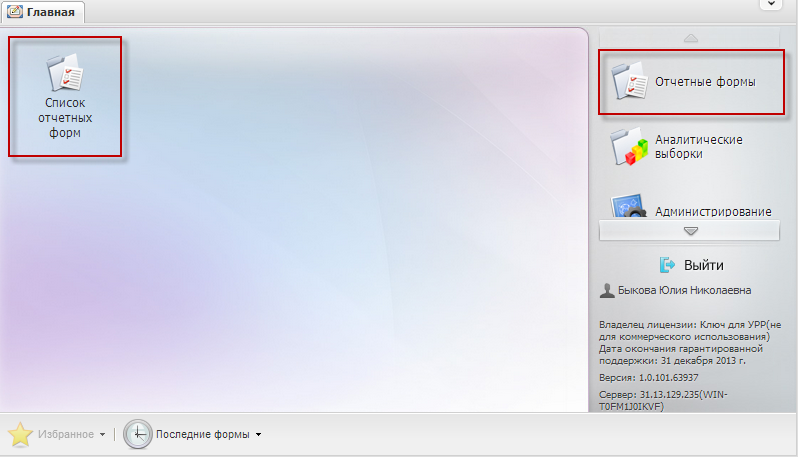 Главная
Список
отчетных
форм
Отчетные формы
Аналитические
выборки
Администрирование
Выйти
Быкова Юлия Николаевна
Владелец лицензии: Ключ для УРР(не
для коммерческого использования)
Дата окончания гарантированной
поддержки: 31 декабря 2013 г.
Версия: 1.0.101.63937
Сервер: 31.13.129.235(WIN-
T0FM1J0IKVF)
Избранное
Последние формы